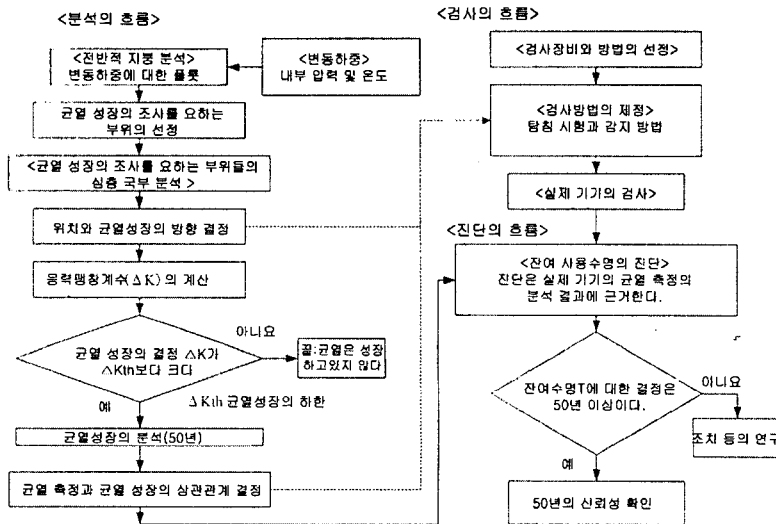 <분석의 흐름>
<전반적 지붕 분석>
변동하중에 대한 플롯
<변동하중>
내부 압력 및 온도
균열 성장의 조사를 요하는
부위의 선정
<균열 성장의 조사를 요하는 부위들의
심층 국부 분석 >
위치와 균열성장의 방향 결정
응력팽창계수(ΔK)의 계산
균열 성장의 결정 △K가
△Kth보다 크다
아니요
끝:균열은 성장
하고있지 않다
예
ΔKth 균열성장의 하한
균열성장의 분석(50년)
균열 측정과 균열 성장의 상관관계 결정
<검사의 흐름>
<검사장비와 방법의 선정>
<검사방법의 제정>
탐침 시험과 감지 방법
<실제 기기의 검사>
<진단의 흐름>
<잔여 사용수명의 진단>
진단은 실제 기기의 균열 측정의
분석 결과에 근거한다.
잔여수명T에 대한 결정은
50년 이상이다.
아니요
조치 등의 연구
예
50년의 신뢰성 확인